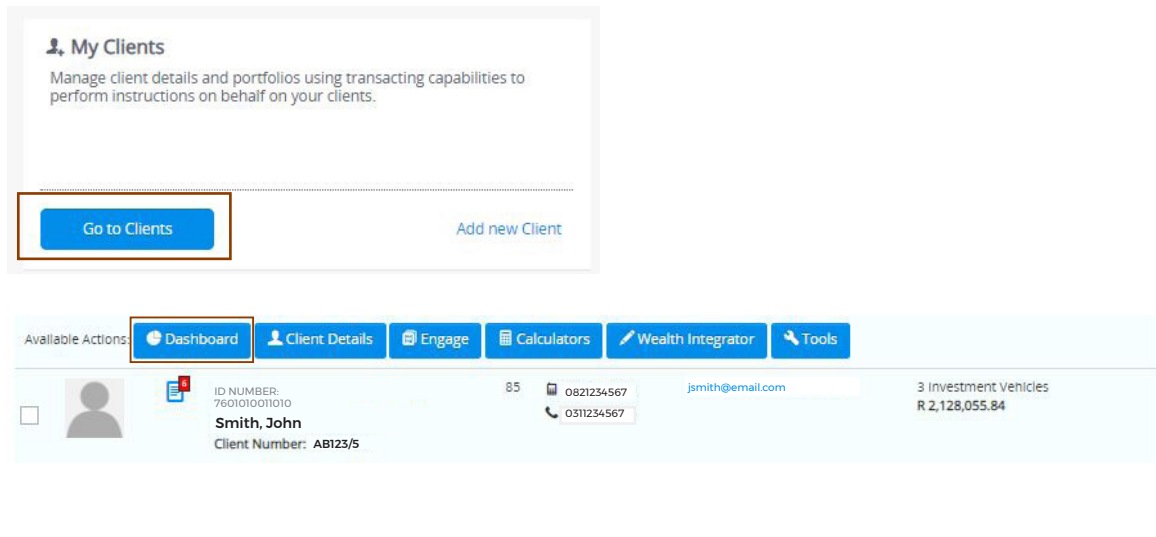 My Clients
Manage client details and portfolios using transacting capabilities to
perform instructions on behalf on your clients.
Go to Clients
Add new Client
Available Actions:
Dashboard
Client Details
Engage
Calculators
Wealth Integrator
Tools
6
ID NUMBER:
7601010011010
Smith, John
Client Number: AB123/5
85
0821234567
0311234567
jsmith@email.com
3 Investment Vehicles
R 2,128,055.84